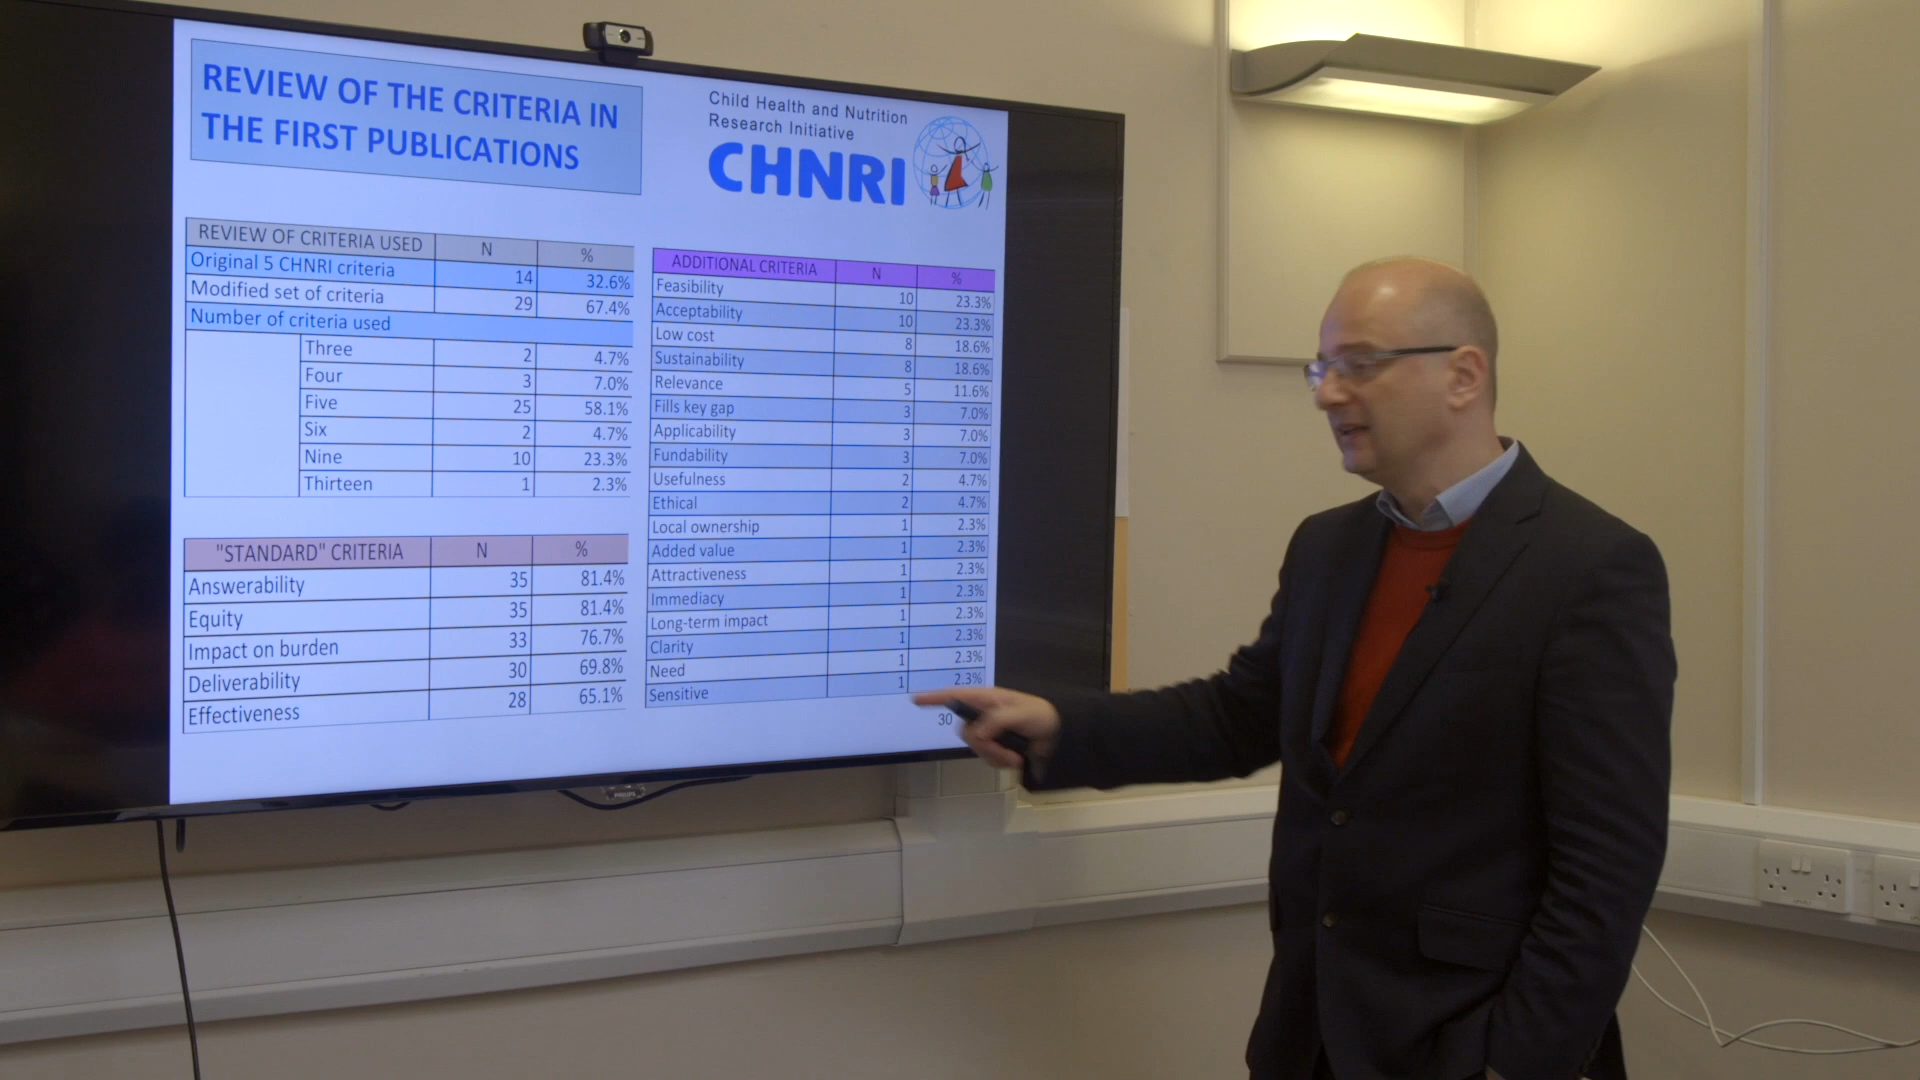 REVIEW OF THE CRITERIA IN
THE FIRST PUBLICATIONS
Child Health and Nutrition
Research Initiative
CHNRI
REVIEW OF CRITERIA USED N %
Original 5 CHNRI criteria 14 32.6%
Modified set of criteria 29 67.4%
Number of criteria used
Three 2 4.7%
Four 3 7.0%
Five 25 58.1%
Six 2 4.7%
Nine 10 23.3%
Thirteen 1 2.3%
"STANDARD" CRITERIA N %
Answerability 35 81.4%
Equity 35 81.4%
Impact on burden 33 76.7%
Deliverability 30 69.8%
Effectiveness 28 65.1%
ADDITIONAL CRITERIA N %
Feasibility 10 23.3%
Acceptability 10 23.3%
Low cost 8 18.6%
Sustainability 8 18.6%
Relevance 5 11.6%
Fills key gap 3 7.0%
Applicability 3 7.0%
Fundability 3 7.0%
Usefulness 2 4.7%
Ethical 2 4.7%
Local ownership 1 2.3%
Added value 1 2.3%
Attractiveness 1 2.3%
Immediacy 1 2.3%
Long-term impact 1 2.3%
Clarity 1 2.3%
Need 1 2.3%
Sensitive 1 2.3%
30